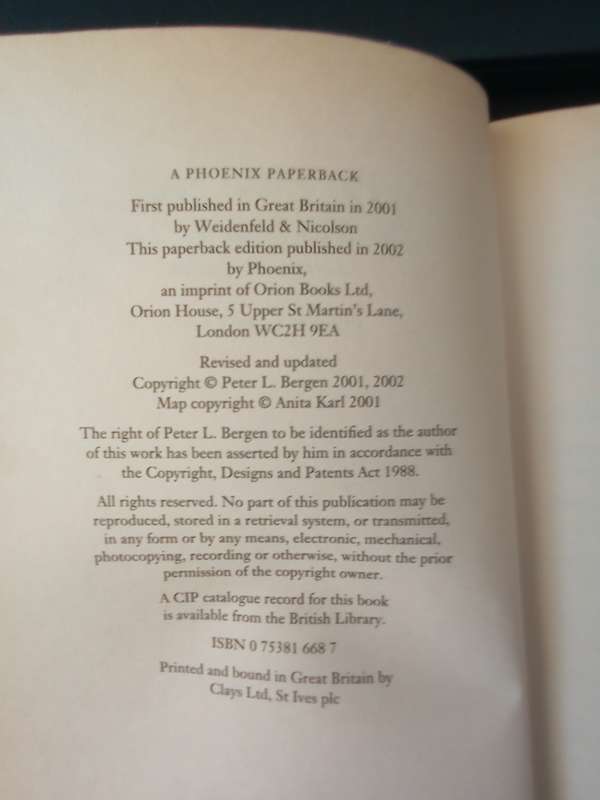 A PHOENIX PAPERBACK
First published in Great Britain in 2001
by Weidenfeld & Nicolson
This paperback edition published in 2002
by Phoenix,
an imprint of Orion Books Ltd,
Orion House, 5 Upper St Martin's Lane,
London WC2H 9EA
Revised and updated
Copyright © Peter L. Bergen 2001, 2002
Map copyright © Anita Karl 2001
The right of Peter L. Bergen to be identified as the author
of this work has been asserted by him in accordance with
the Copyright, Designs and Patents Act 1988.
All rights reserved. No part of this publication may be
reproduced, stored in a retrieval system, or transmitted,
in any form or by any means, electronic, mechanical,
photocopying, recording or otherwise, without the prior
permission of the copyright owner.
A CIP catalogue record for this book
is available from the British Library.
ISBN 0 75381 668 7
Printed and bound in Great Britain by
Clays Ltd, St Ives plc